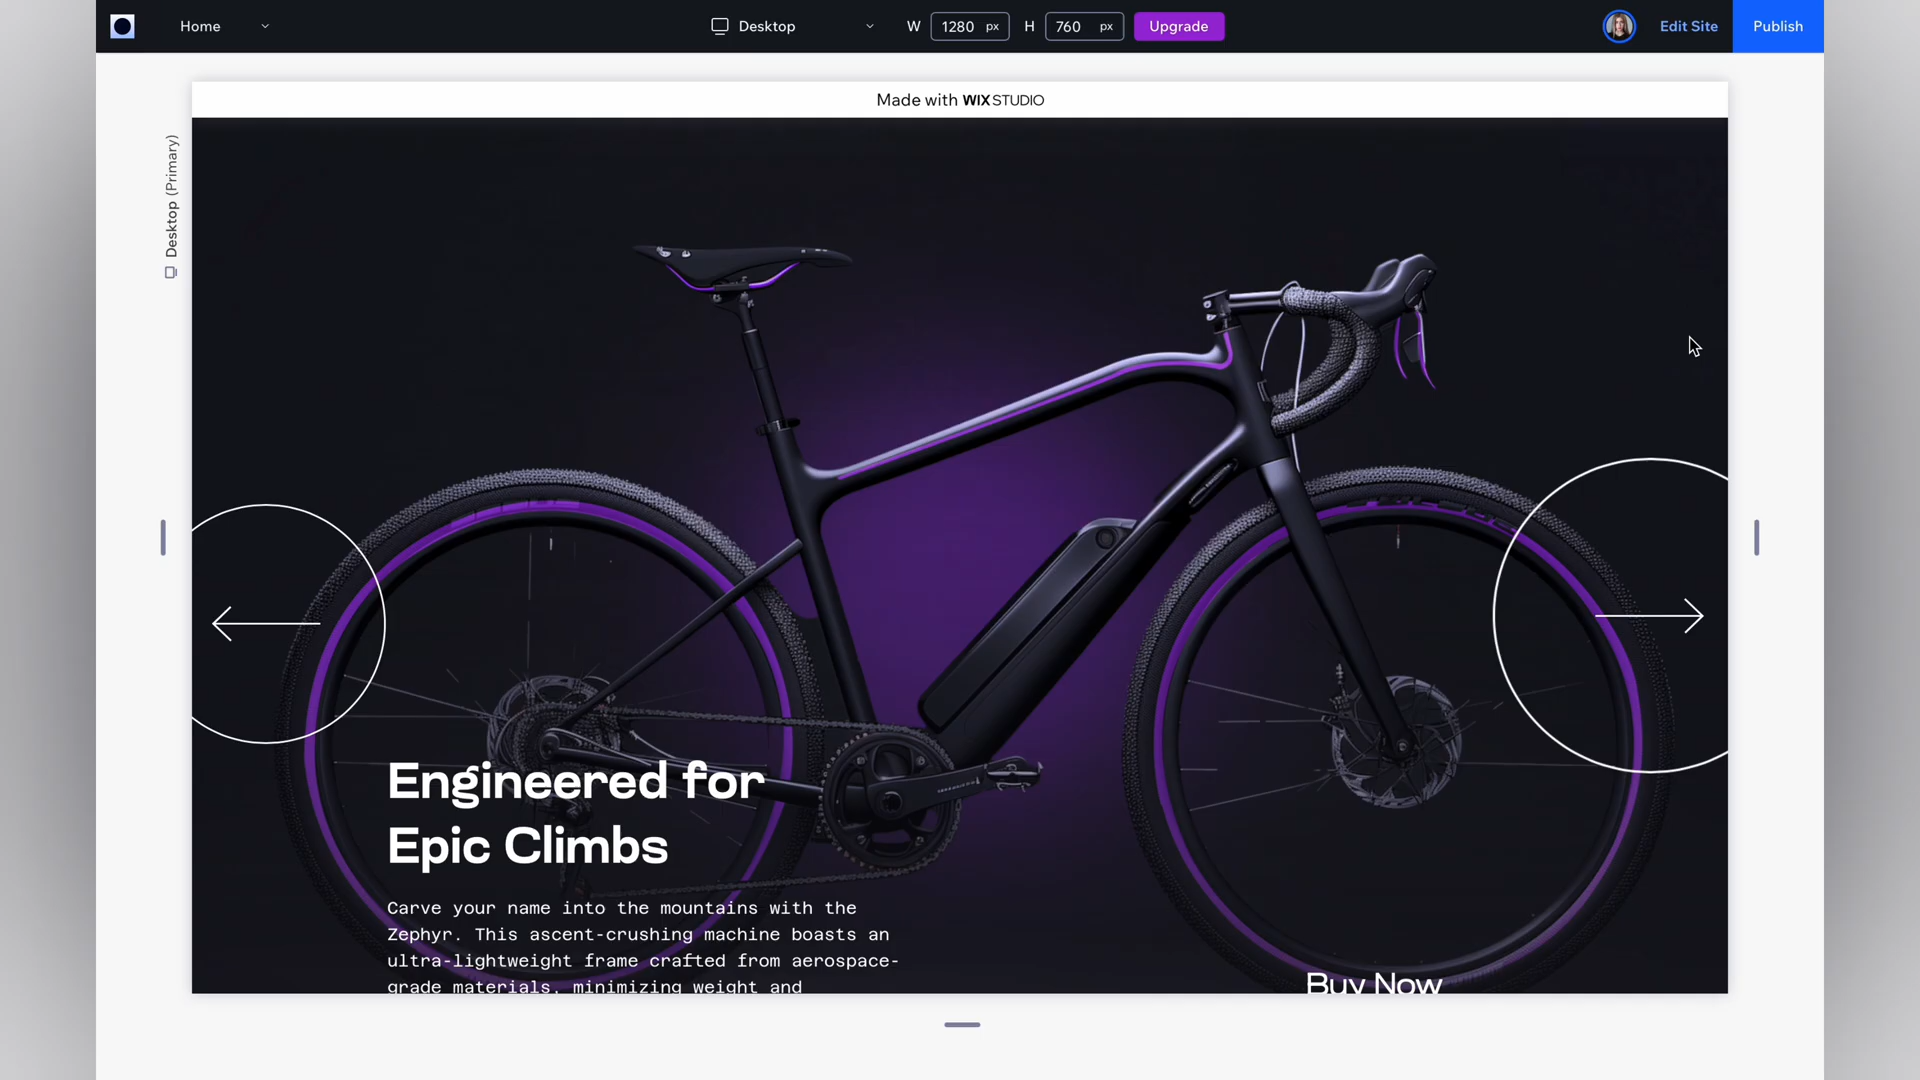 Home
Desktop
W 1280 px H 760 px
Upgrade
Edit Site
Publish
Made with WIX STUDIO
Desktop (Primary)
Engineered for
Epic Climbs
Carve your name into the mountains with the
Zephyr. This ascent-crushing machine boasts an
ultra-lightweight frame crafted from aerospace-
grade materials, minimizing weight and
Buy Now